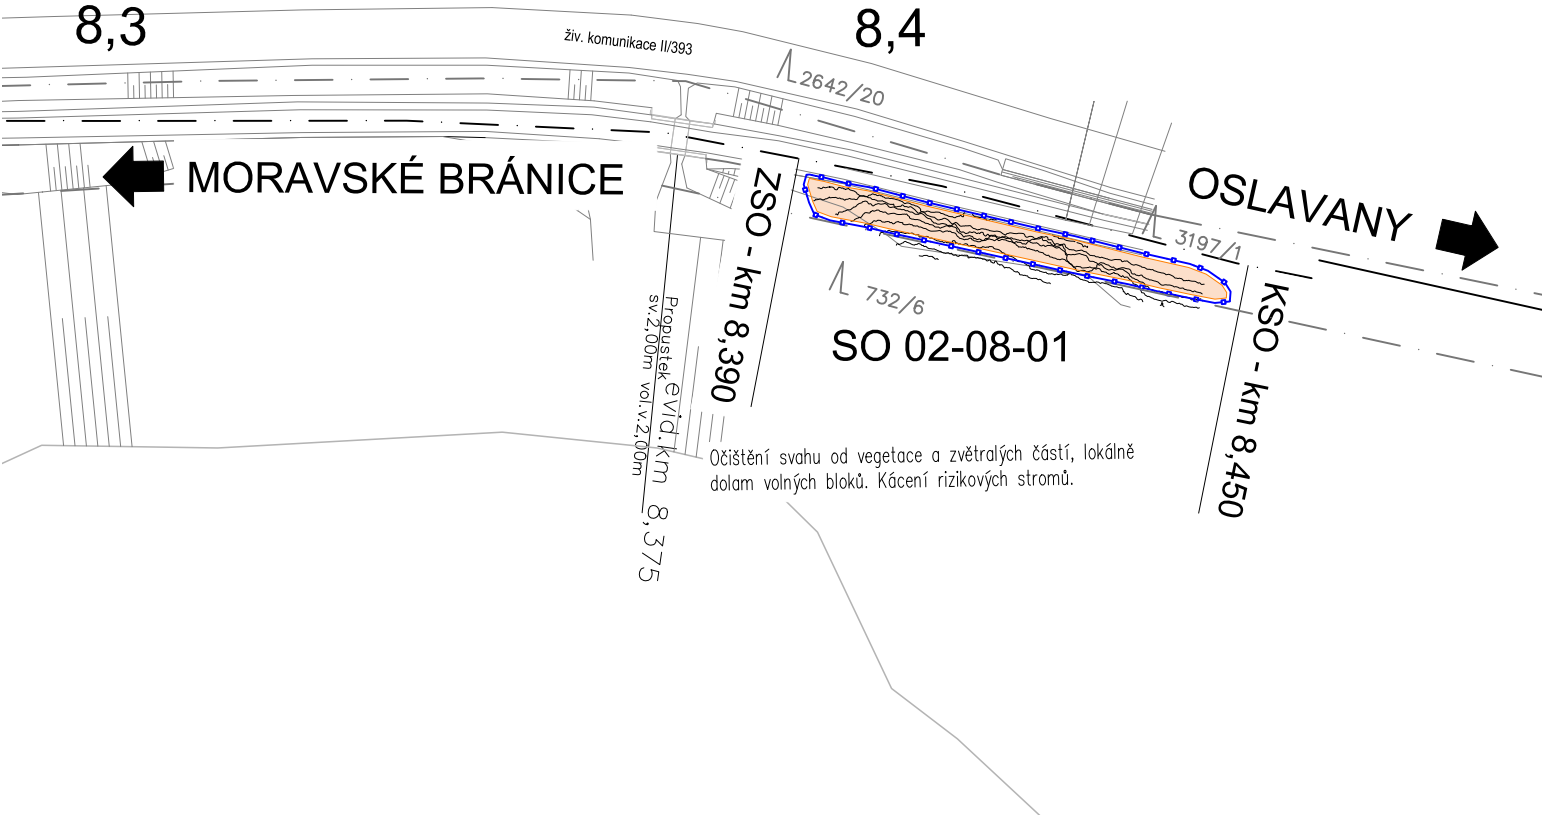 8,3
8,4
živ. komunikace II/393
2642/20
MORAVSKÉ BRÁNICE
OSLAVANY
3197/1
732/6
SO 02-08-01
ZSO - km 8,390
KSO - km 8,450
Propustek evid.km 8,375
sv.2,00m vol.v.2,00m
Očištění svahu od vegetace a zvětralých částí, lokálně
dolam volných bloků. Kácení rizikových stromů.